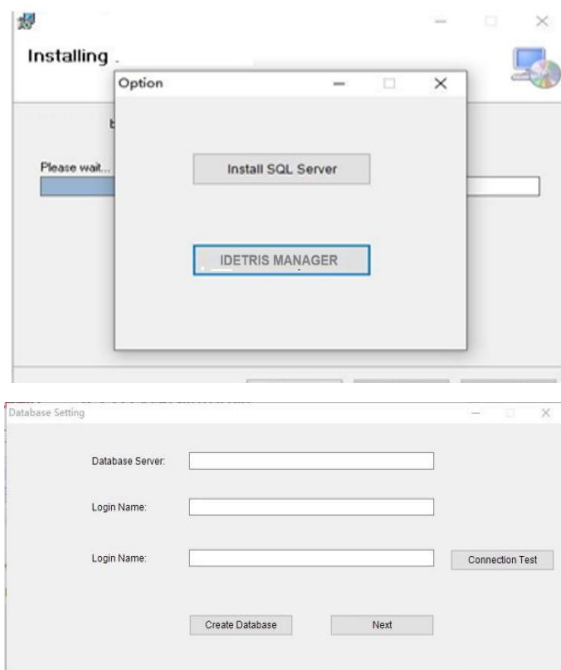 Installing .
Option
Please wait...
Install SQL Server
IDETRIS MANAGER
Database Setting
Database Server:
Login Name:
Login Name:
Connection Test
Create Database
Next